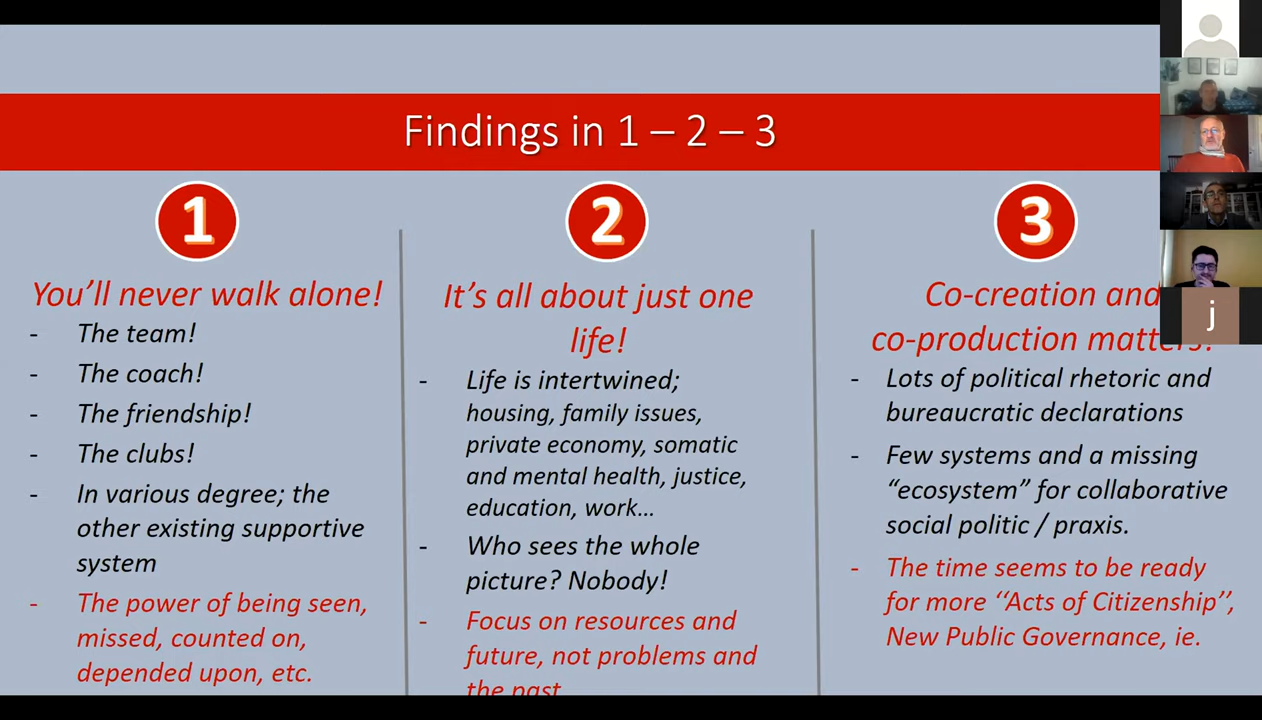 Findings in 1 – 2 – 3
1
You’ll never walk alone!
- The team!
- The coach!
- The friendship!
- The clubs!
- In various degree; the
other existing supportive
system
- The power of being seen,
missed, counted on,
depended upon, etc.
2
It’s all about just one
life!
- Life is intertwined;
housing, family issues,
private economy, somatic
and mental health, justice,
education, work…
- Who sees the whole
picture? Nobody!
- Focus on resources and
future, not problems and
the past
3
Co-creation and
co-production matters!
- Lots of political rhetoric and
bureaucratic declarations
- Few systems and a missing
“ecosystem” for collaborative
social politic / praxis.
- The time seems to be ready
for more ‘‘Acts of Citizenship’’,
New Public Governance, ie.
j